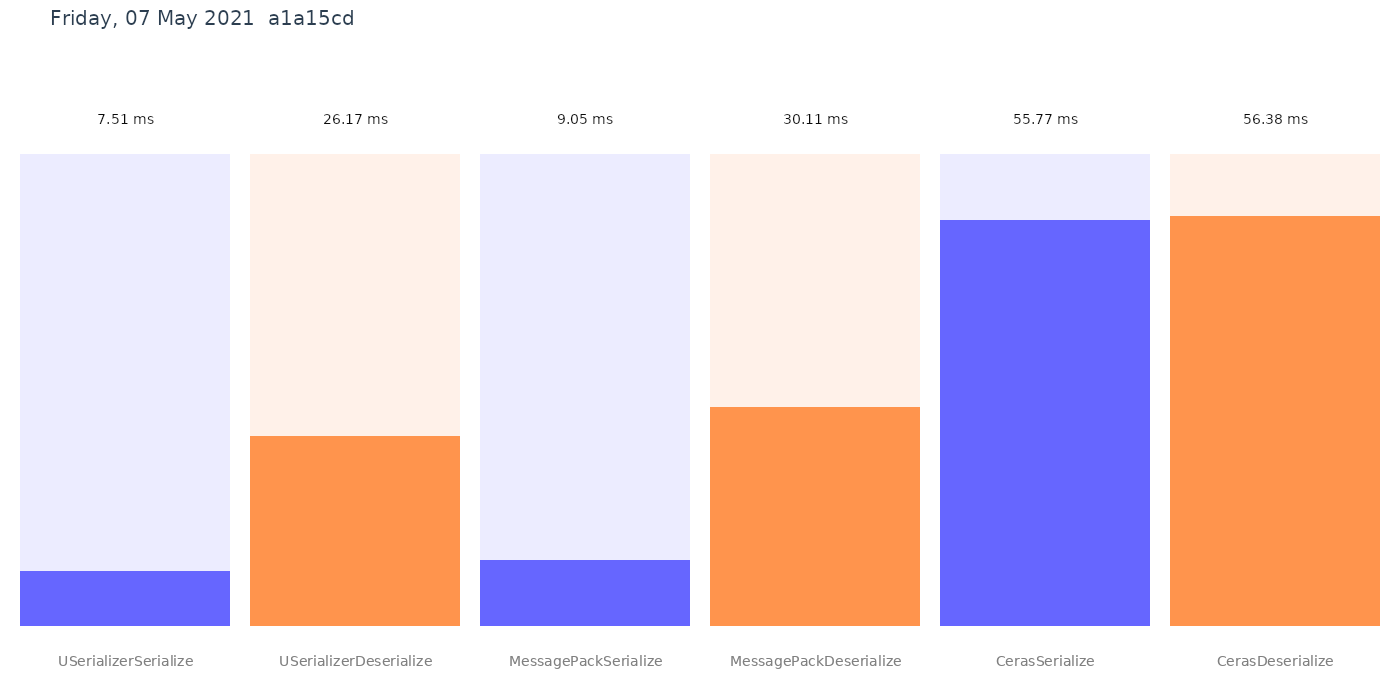 Friday, 07 May 2021  a1a15cd
7.51 ms 26.17 ms 9.05 ms 30.11 ms 55.77 ms 56.38 ms
USerializerSerialize USerializerDeserialize MessagePackSerialize MessagePackDeserialize CerasSerialize CerasDeserialize